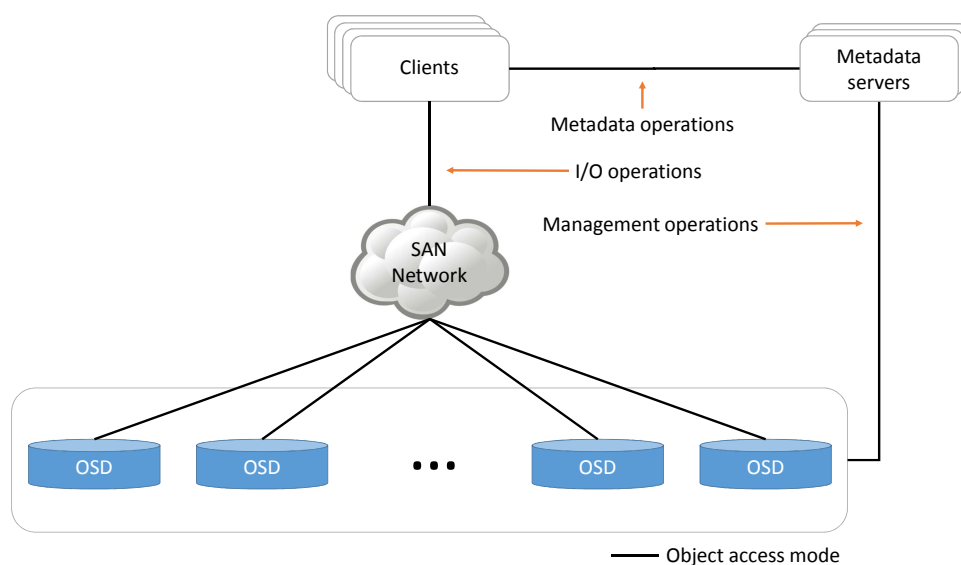 Clients
Metadata
servers
Metadata operations
I/O operations
Management operations
SAN
Network
OSD
OSD
...
OSD
OSD
Object access mode